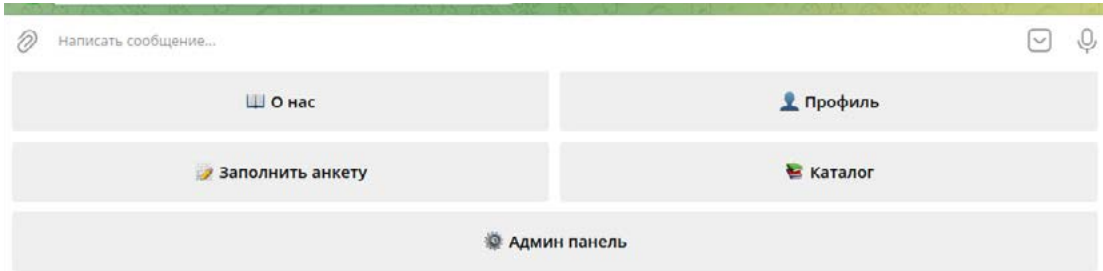 Написать сообщение...
📖 О нас
👤 Профиль
📝 Заполнить анкету
📚 Каталог
⚙️ Админ панель